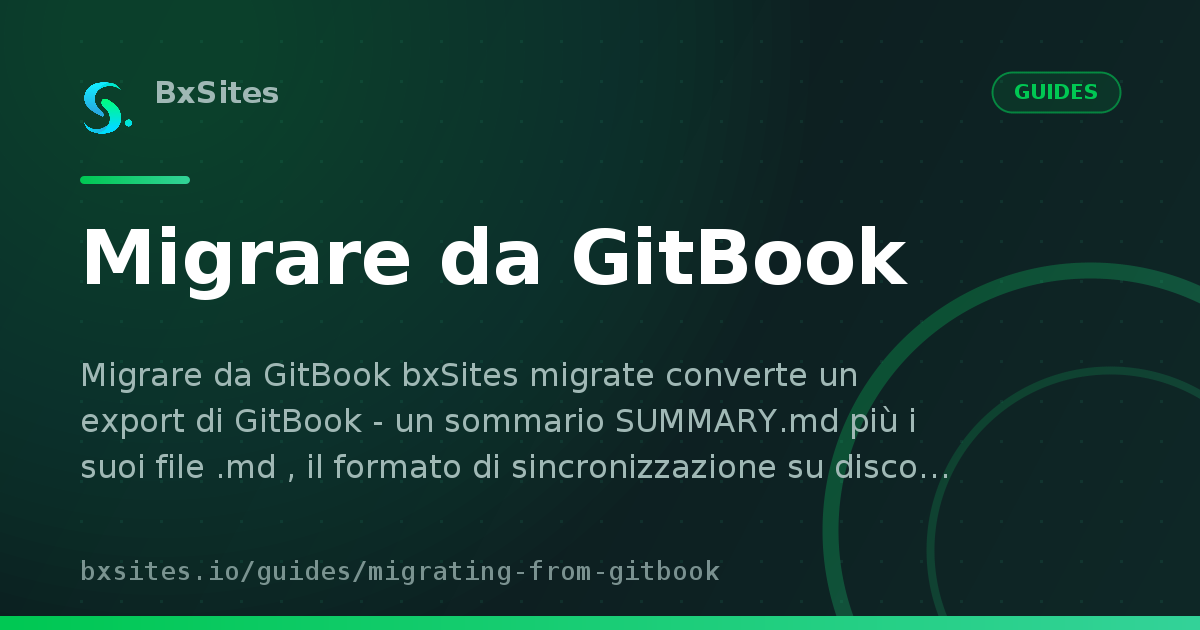 BxSites
GUIDES
Migrare da GitBook
Migrare da GitBook bxSites migrate converte un
export di GitBook - un sommario SUMMARY.md più i
suoi file .md , il formato di sincronizzazione su disco...
bxsites.io/guides/migrating-from-gitbook